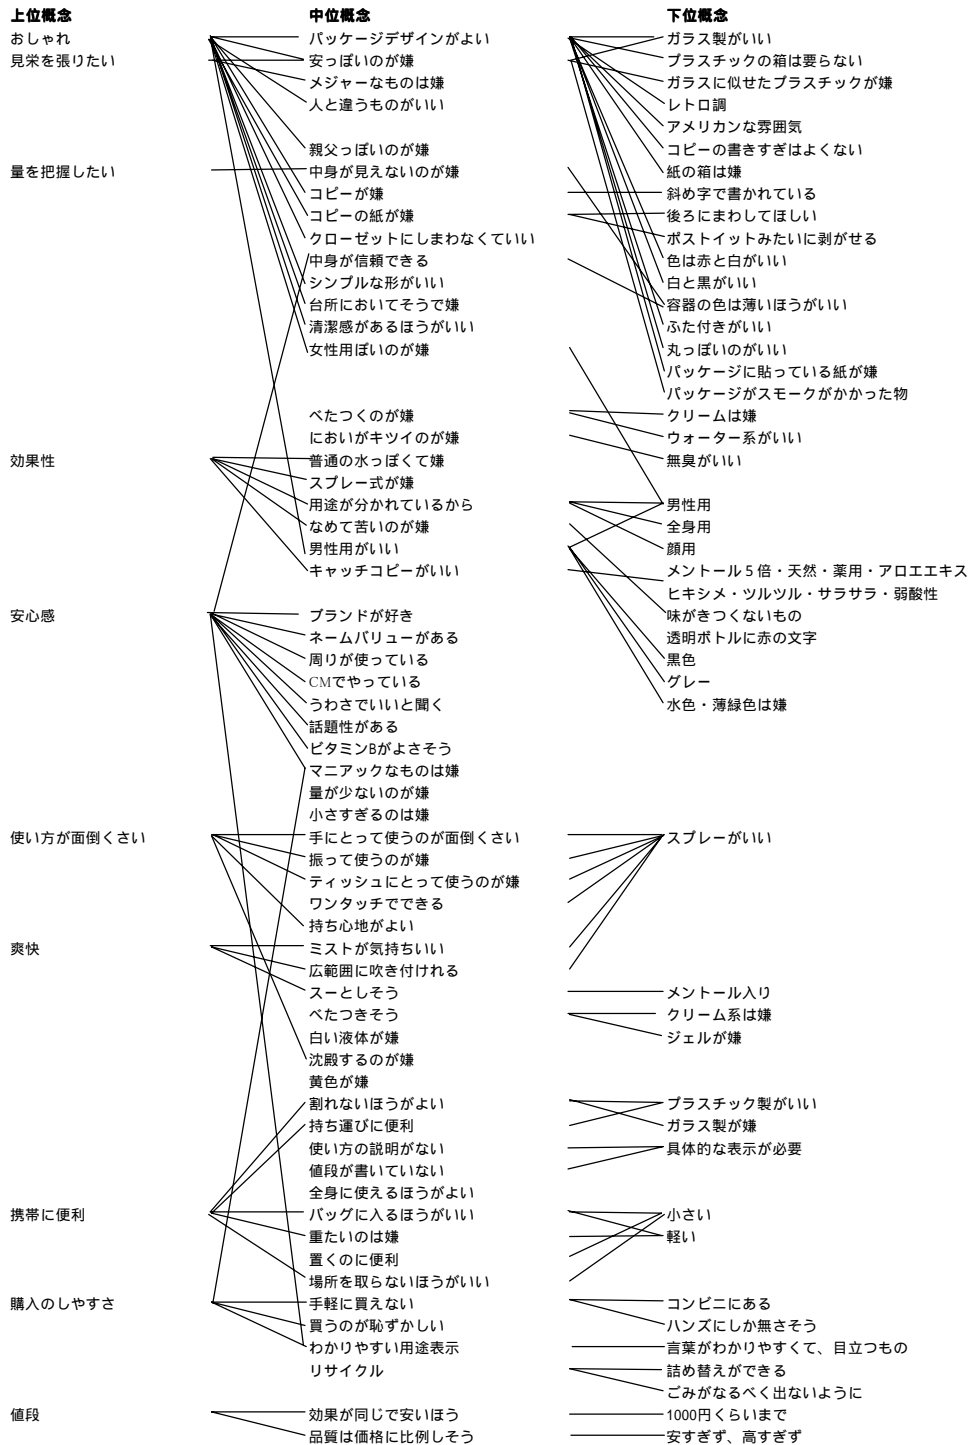 上位概念 中位概念 下位概念
おしゃれ パッケージデザインがよい ガラス製がいい
見栄を張りたい 安っぽいのが嫌 プラスチックの箱は要らない
メジャーなものは嫌 ガラスに似せたプラスチックが嫌
人と違うものがいい レトロ調
アメリカンな雰囲気
親父っぽいのが嫌 コピーの書きすぎはよくない
量を把握したい 中身が見えないのが嫌 紙の箱は嫌
コピーが嫌 斜め字で書かれている
コピーの紙が嫌 後ろにまわしてほしい
クローゼットにしまわなくていい ポストイットみたいに剥がせる
中身が信頼できる 色は赤と白がいい
シンプルな形がいい 白と黒がいい
台所においてそうで嫌 容器の色は薄いほうがいい
清潔感があるほうがいい ふた付きがいい
女性用ぽいのが嫌 丸っぽいのがいい
パッケージに貼っている紙が嫌
パッケージがスモークがかかった物
べたつくのが嫌 クリームは嫌
においがキツイのが嫌 ウォーター系がいい
効果性 普通の水っぽくて嫌 無臭がいい
スプレー式が嫌
用途が分かれているから 男性用
なめて苦いのが嫌 全身用
男性用がいい 顔用
キャッチコピーがいい メントール5倍・天然・薬用・アロエエキス
ヒキシメ・ツルツル・サラサラ・弱酸性
安心感 ブランドが好き 味がきつくないもの
ネームバリューがある 透明ボトルに赤の文字
周りが使っている 黒色
CMでやっている グレー
うわさでいいと聞く 水色・薄緑色は嫌
話題性がある
ビタミンBがよさそう
マニアックなものは嫌
量が少ないのが嫌
小さすぎるのは嫌
使い方が面倒くさい 手にとって使うのが面倒くさい スプレーがいい
振って使うのが嫌
ティッシュにとって使うのが嫌
ワンタッチでできる
持ち心地がよい
爽快 ミストが気持ちいい
広範囲に吹き付けれる
スーとしそう メントール入り
べたつきそう クリーム系は嫌
白い液体が嫌 ジェルが嫌
沈殿するのが嫌
黄色が嫌
割れないほうがよい プラスチック製がいい
持ち運びに便利 ガラス製が嫌
使い方の説明がない 具体的な表示が必要
値段が書いていない
全身に使えるほうがよい
携帯に便利 バッグに入るほうがいい 小さい
重たいのは嫌 軽い
置くのに便利
場所を取らないほうがいい
購入のしやすさ 手軽に買えない コンビニにある
買うのが恥ずかしい ハンズにしか無さそう
わかりやすい用途表示 言葉がわかりやすくて、目立つもの
リサイクル 詰め替えができる
ごみがなるべく出ないように
値段 効果が同じで安いほう 1000円くらいまで
品質は価格に比例しそう 安すぎず、高すぎず